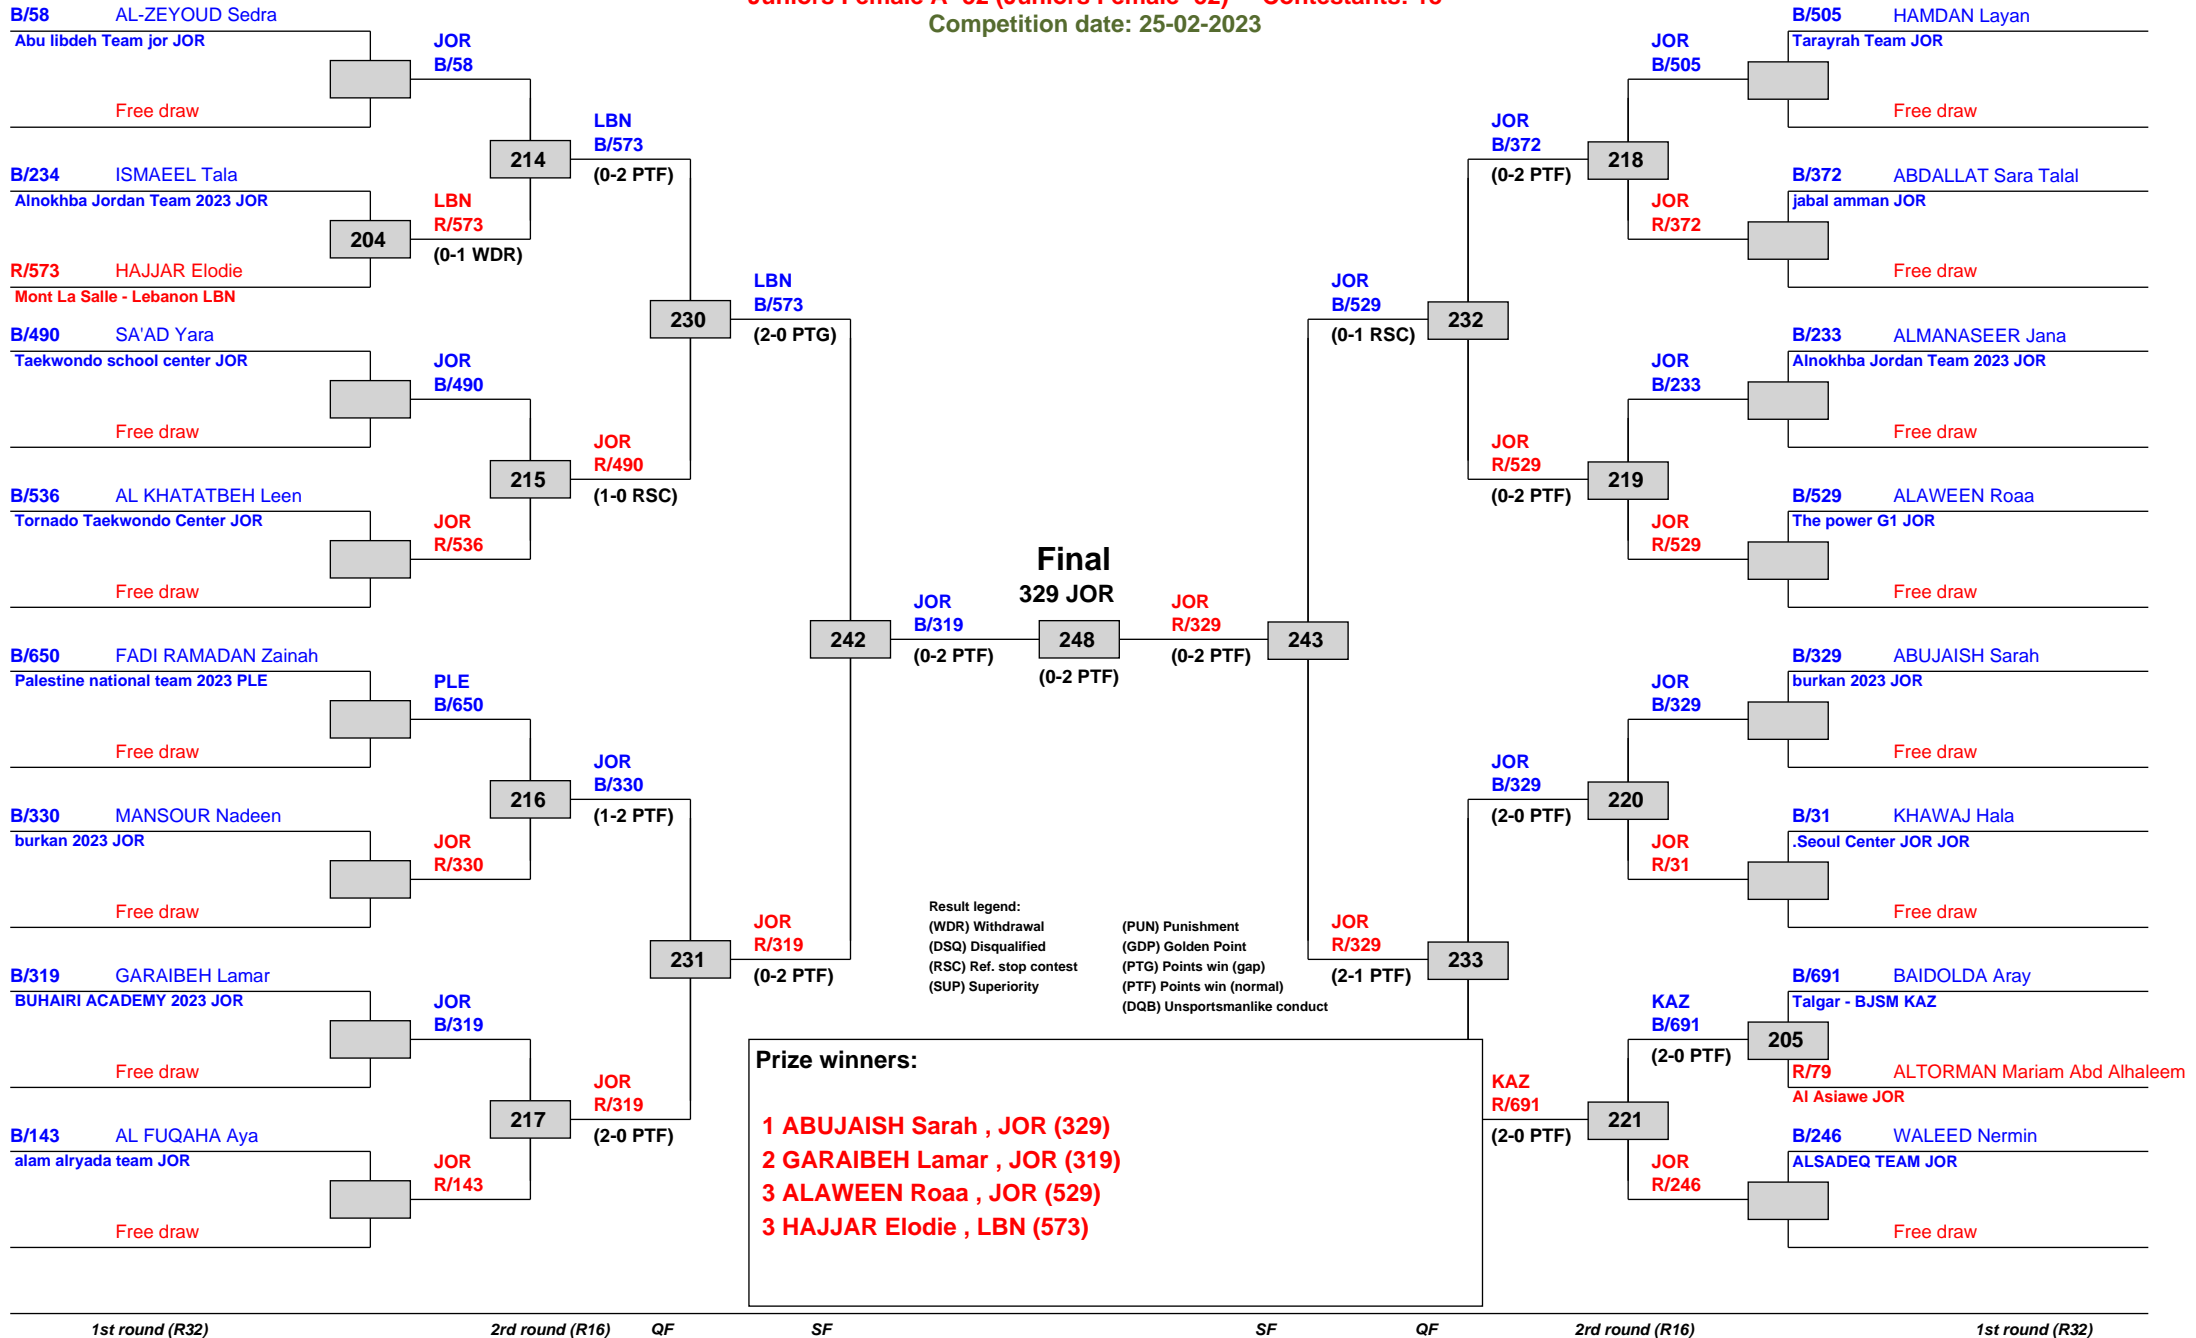 Competition date: 25-02-2023
B/58 AL-ZEYOUD Sedra
Abu libdeh Team jor JOR
Free draw
B/234 ISMAEEL Tala
Alnokhba Jordan Team 2023 JOR
204
R/573 HAJJAR Elodie
Mont La Salle - Lebanon LBN
B/490 SA'AD Yara
Taekwondo school center JOR
Free draw
B/536 AL KHATATBEH Leen
Tornado Taekwondo Center JOR
Free draw
B/650 FADI RAMADAN Zainah
Palestine national team 2023 PLE
Free draw
B/330 MANSOUR Nadeen
burkan 2023 JOR
Free draw
B/319 GARAIBEH Lamar
BUHAIRI ACADEMY 2023 JOR
Free draw
B/143 AL FUQAHA Aya
alam alryada team JOR
Free draw
JOR
B/58
214
LBN
R/573
(0-1 WDR)
JOR
B/490
215
JOR
R/536
PLE
B/650
216
JOR
R/330
JOR
B/319
217
JOR
R/143
LBN
B/573
(0-2 PTF)
230
JOR
R/490
(1-0 RSC)
JOR
B/330
(1-2 PTF)
231
JOR
R/319
(2-0 PTF)
LBN
B/573
(2-0 PTG)
242
JOR
R/319
(0-2 PTF)
JOR
B/319
(0-2 PTF)
Final
329 JOR
248
(0-2 PTF)
JOR
R/329
(0-2 PTF)
243
JOR
B/529
(0-1 RSC)
232
JOR
R/329
(2-1 PTF)
233
JOR
B/372
(0-2 PTF)
218
JOR
R/529
(0-2 PTF)
219
JOR
B/329
(2-0 PTF)
220
KAZ
R/691
(2-0 PTF)
221
JOR
B/505
JOR
R/372
JOR
B/233
JOR
R/529
JOR
B/329
JOR
R/31
KAZ
B/691
(2-0 PTF)
205
JOR
R/246
B/505 HAMDAN Layan
Tarayrah Team JOR
Free draw
B/372 ABDALLAT Sara Talal
jabal amman JOR
Free draw
B/233 ALMANASEER Jana
Alnokhba Jordan Team 2023 JOR
Free draw
B/529 ALAWEEN Roaa
The power G1 JOR
Free draw
B/329 ABUJAISH Sarah
burkan 2023 JOR
Free draw
B/31 KHAWAJ Hala
.Seoul Center JOR JOR
Free draw
B/691 BAIDOLDA Aray
Talgar - BJSM KAZ
R/79 ALTORMAN Mariam Abd Alhaleem
Al Asiawe JOR
B/246 WALEED Nermin
ALSADEQ TEAM JOR
Free draw
Result legend:
(WDR) Withdrawal
(DSQ) Disqualified
(RSC) Ref. stop contest
(SUP) Superiority
(PUN) Punishment
(GDP) Golden Point
(PTG) Points win (gap)
(PTF) Points win (normal)
(DQB) Unsportsmanlike conduct
Prize winners:
1 ABUJAISH Sarah , JOR (329)
2 GARAIBEH Lamar , JOR (319)
3 ALAWEEN Roaa , JOR (529)
3 HAJJAR Elodie , LBN (573)
1st round (R32) 2rd round (R16) QF SF SF QF 2rd round (R16) 1st round (R32)